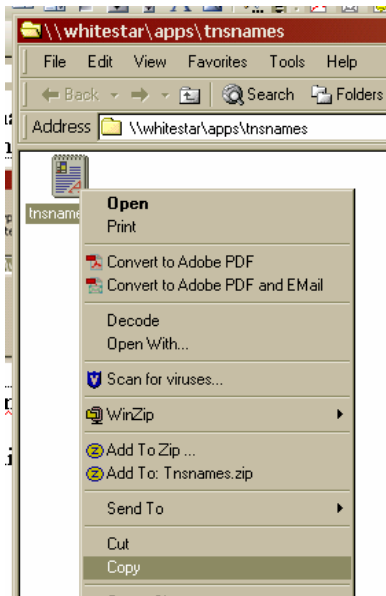 \\whitestar\apps\tnsnames
File Edit View Favorites Tools Help
Back Search Folders
Address \\whitestar\apps\tnsnames
Open
tnsname
Print
Convert to Adobe PDF
Convert to Adobe PDF and EMail
Decode
Open With...
Scan for viruses...
WinZip
Add To Zip ...
Add To: Tnsnames.zip
Send To
Cut
Copy